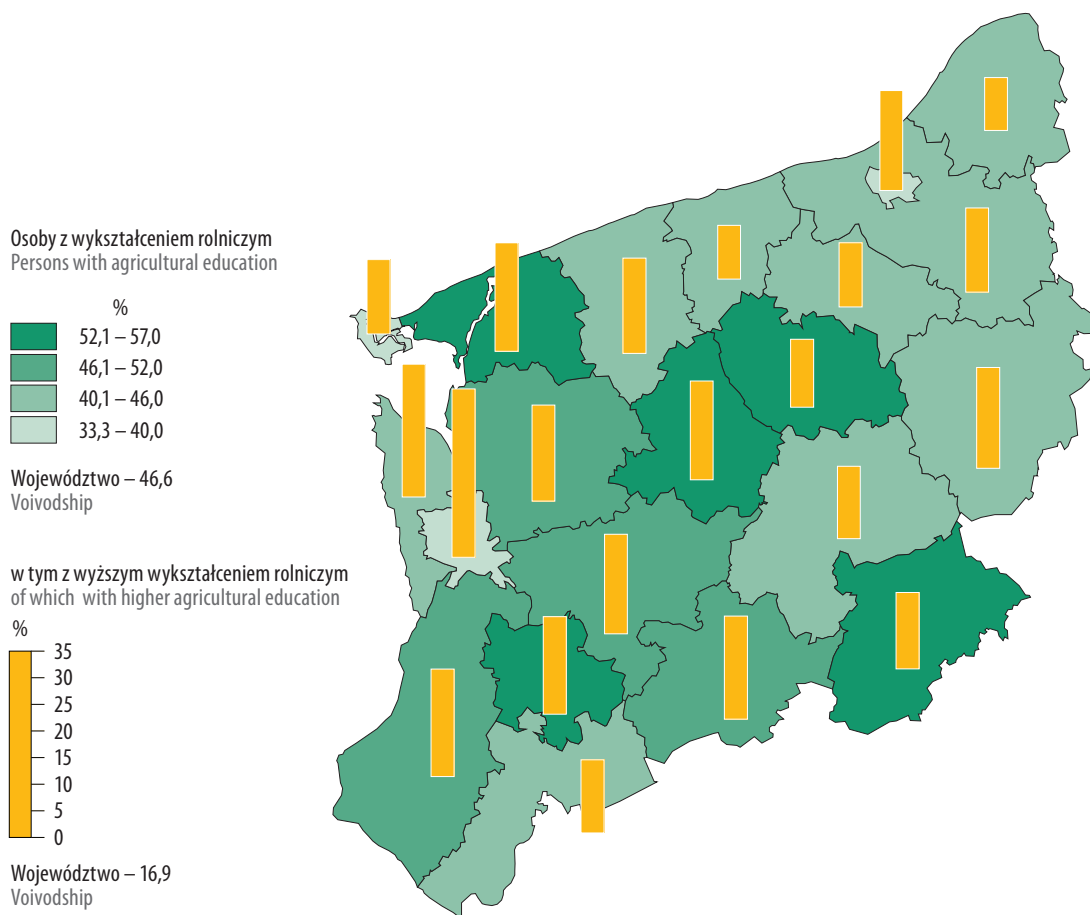 Osoby z wykształceniem rolniczym
Persons with agricultural education
%
52,1 – 57,0
46,1 – 52,0
40,1 – 46,0
33,3 – 40,0
Województwo – 46,6
Voivodship
w tym z wyższym wykształceniem rolniczym
of which with higher agricultural education
%
35
30
25
20
15
10
5
0
Województwo – 16,9
Voivodship